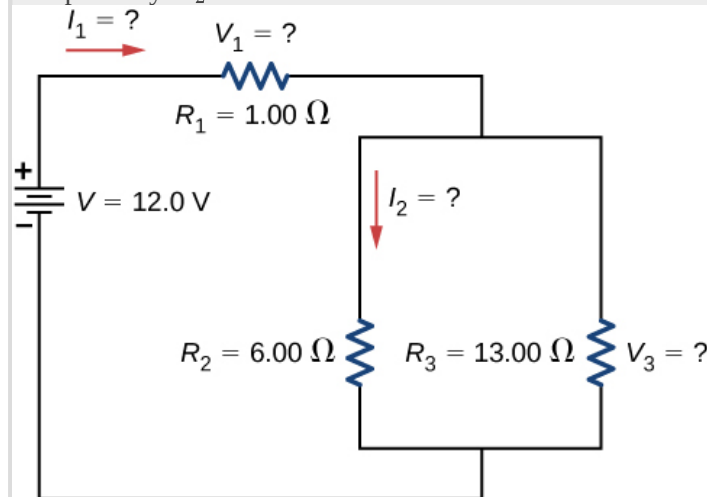 I₁ = ?
V₁ = ?
R₁ = 1.00 Ω
+
V = 12.0 V
−
I₂ = ?
R₂ = 6.00 Ω
R₃ = 13.00 Ω
V₃ = ?